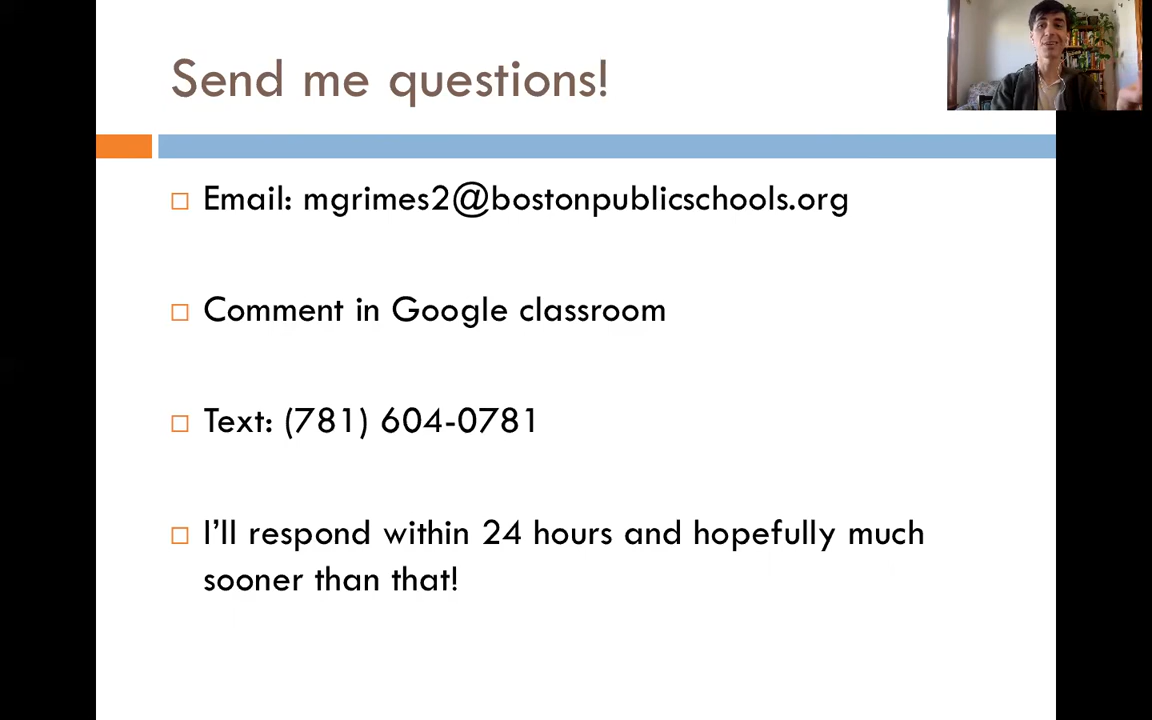 Send me questions!
Email: mgrimes2@bostonpublicschools.org
Comment in Google classroom
Text: (781) 604-0781
I'll respond within 24 hours and hopefully much
sooner than that!